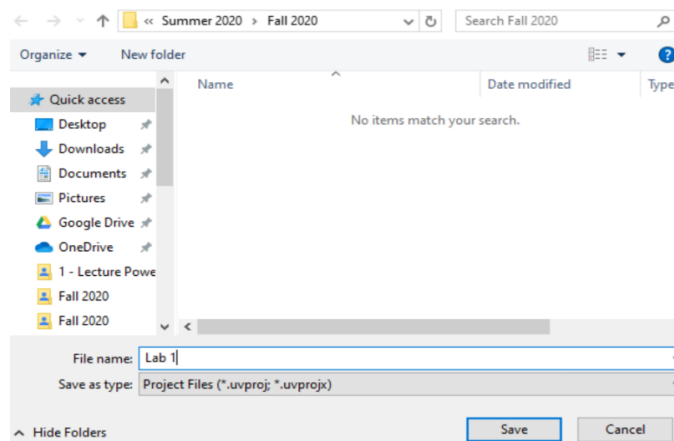 « Summer 2020 > Fall 2020
Search Fall 2020
Organize
New folder
?
Name
Date modified
Type
Quick access
Desktop
Downloads
Documents
Pictures
Google Drive
OneDrive
1 - Lecture Powe
Fall 2020
Fall 2020
No items match your search.
File name: Lab 1
Save as type: Project Files (*.uvproj; *.uvprojx)
Hide Folders
Save
Cancel